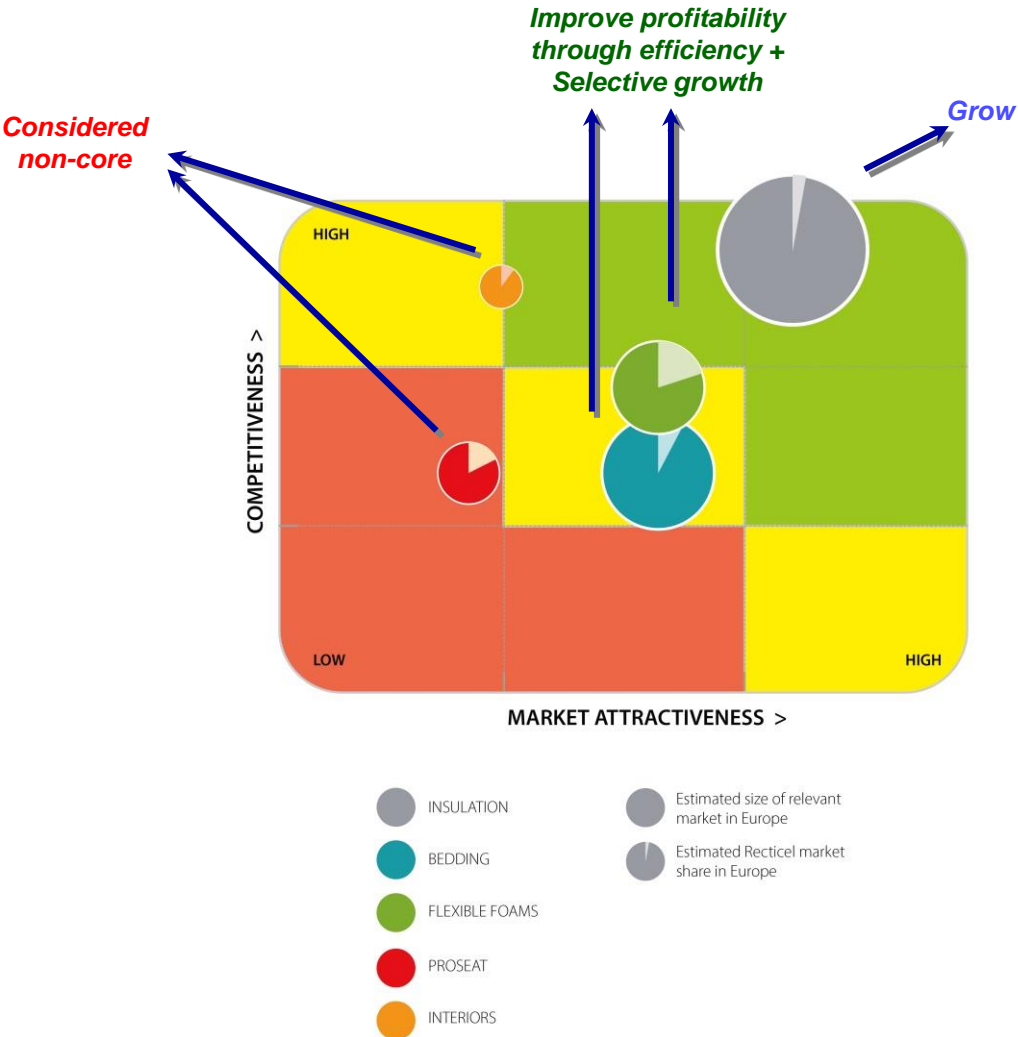 Improve profitability
through efficiency +
Selective growth
Grow
Considered
non-core
HIGH
COMPETITIVENESS >
LOW
HIGH
MARKET ATTRACTIVENESS >
INSULATION
Estimated size of relevant
market in Europe
BEDDING
Estimated Recticel market
share in Europe
FLEXIBLE FOAMS
PROSEAT
INTERIORS